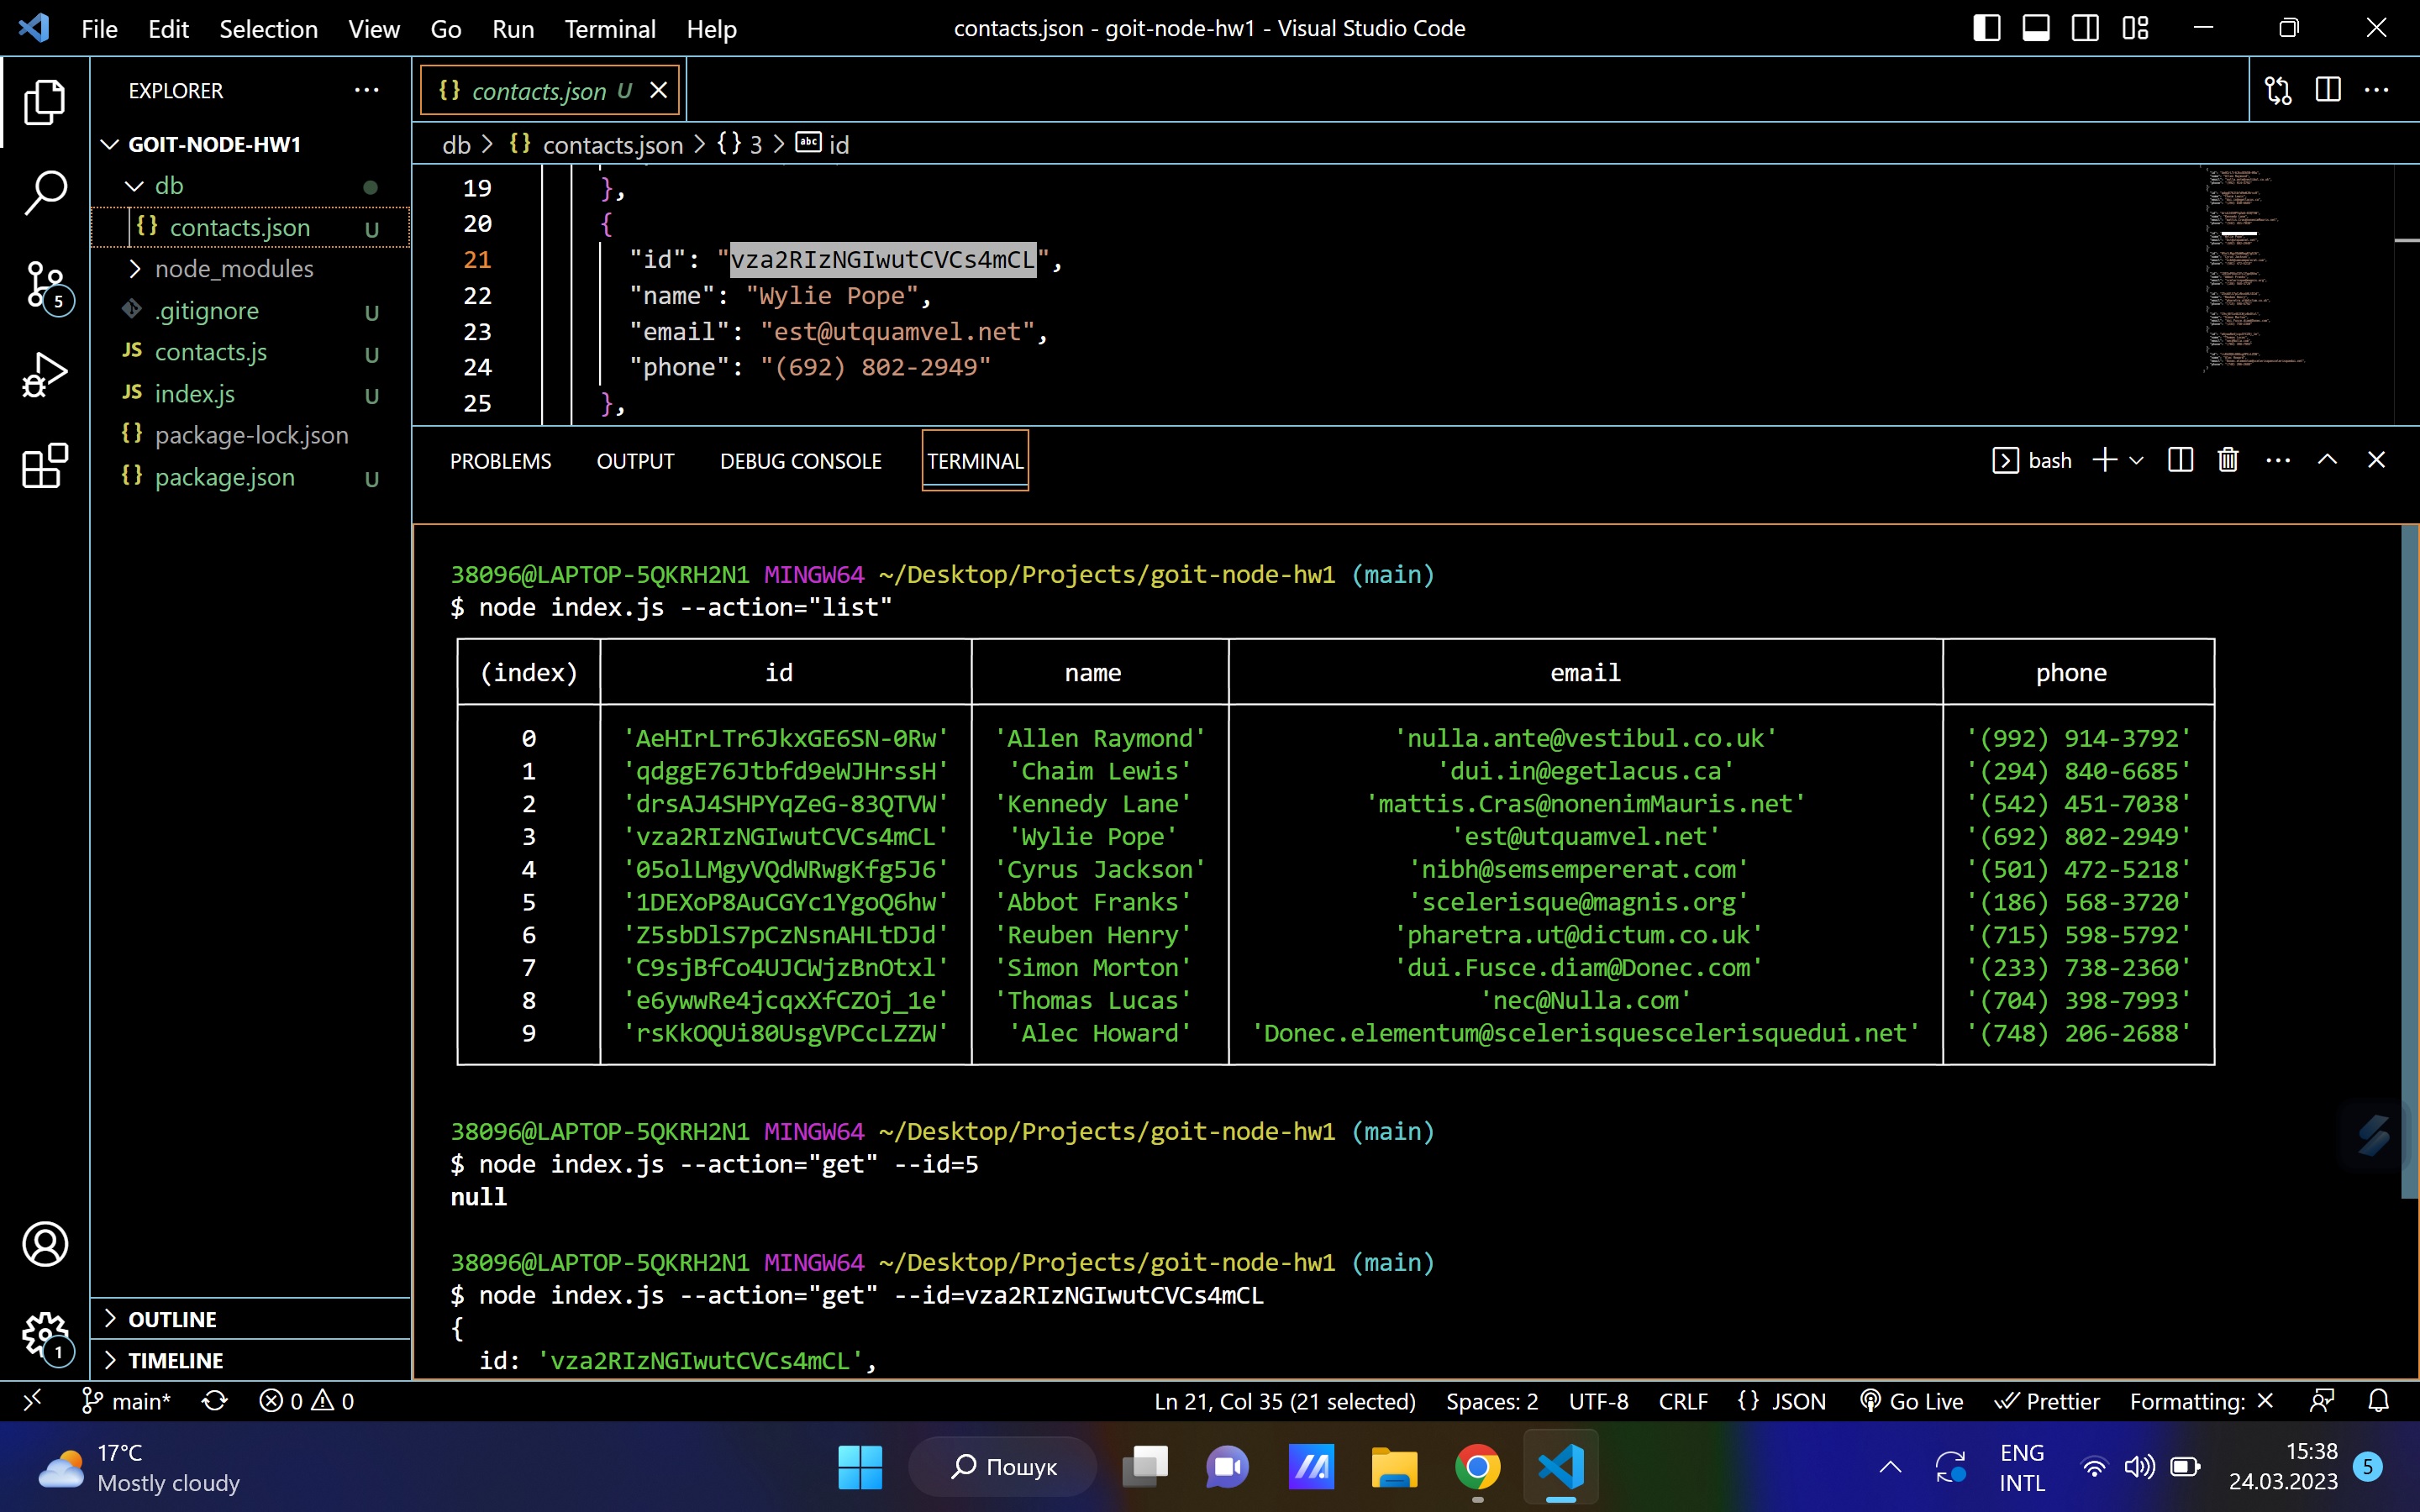 File Edit Selection View Go Run Terminal Help contacts.json - goit-node-hw1 - Visual Studio Code
EXPLORER ···
GOIT-NODE-HW1
db
{} contacts.json U
node_modules
.gitignore U
JS contacts.js U
JS index.js U
{} package-lock.json
{} package.json U
OUTLINE
TIMELINE
5
1
{} contacts.json U
db > {} contacts.json > {} 3 > abc id
19 },
20 {
21 "id": "vza2RIzNGIwutCVCs4mCL",
22 "name": "Wylie Pope",
23 "email": "est@utquamvel.net",
24 "phone": "(692) 802-2949"
25 },
PROBLEMS OUTPUT DEBUG CONSOLE TERMINAL bash
38096@LAPTOP-5QKRH2N1 MINGW64 ~/Desktop/Projects/goit-node-hw1 (main)
$ node index.js --action="list"
(index) id name email phone
0 'AeHIrLTr6JkxGE6SN-0Rw' 'Allen Raymond' 'nulla.ante@vestibul.co.uk' '(992) 914-3792'
1 'qdggE76Jtbfd9eWJHrssH' 'Chaim Lewis' 'dui.in@egetlacus.ca' '(294) 840-6685'
2 'drsAJ4SHPYqZeG-83QTVW' 'Kennedy Lane' 'mattis.Cras@nonenimMauris.net' '(542) 451-7038'
3 'vza2RIzNGIwutCVCs4mCL' 'Wylie Pope' 'est@utquamvel.net' '(692) 802-2949'
4 '05olLMgyVQdWRwgKfg5J6' 'Cyrus Jackson' 'nibh@semsempererat.com' '(501) 472-5218'
5 '1DEXoP8AuCGYc1YgoQ6hw' 'Abbot Franks' 'scelerisque@magnis.org' '(186) 568-3720'
6 'Z5sbDlS7pCzNsnAHLtDJd' 'Reuben Henry' 'pharetra.ut@dictum.co.uk' '(715) 598-5792'
7 'C9sjBfCo4UJCWjzBnOtxl' 'Simon Morton' 'dui.Fusce.diam@Donec.com' '(233) 738-2360'
8 'e6ywwRe4jcqxXfCZOj_1e' 'Thomas Lucas' 'nec@Nulla.com' '(704) 398-7993'
9 'rsKkOQUi80UsgVPCcLZZW' 'Alec Howard' 'Donec.elementum@scelerisquescelerisquedui.net' '(748) 206-2688'
38096@LAPTOP-5QKRH2N1 MINGW64 ~/Desktop/Projects/goit-node-hw1 (main)
$ node index.js --action="get" --id=5
null
38096@LAPTOP-5QKRH2N1 MINGW64 ~/Desktop/Projects/goit-node-hw1 (main)
$ node index.js --action="get" --id=vza2RIzNGIwutCVCs4mCL
{
id: 'vza2RIzNGIwutCVCs4mCL',
main* 0 0 Ln 21, Col 35 (21 selected) Spaces: 2 UTF-8 CRLF {} JSON Go Live Prettier Formatting: ×
17°C
Mostly cloudy
Пошук
ENG
INTL
15:38
24.03.2023
5